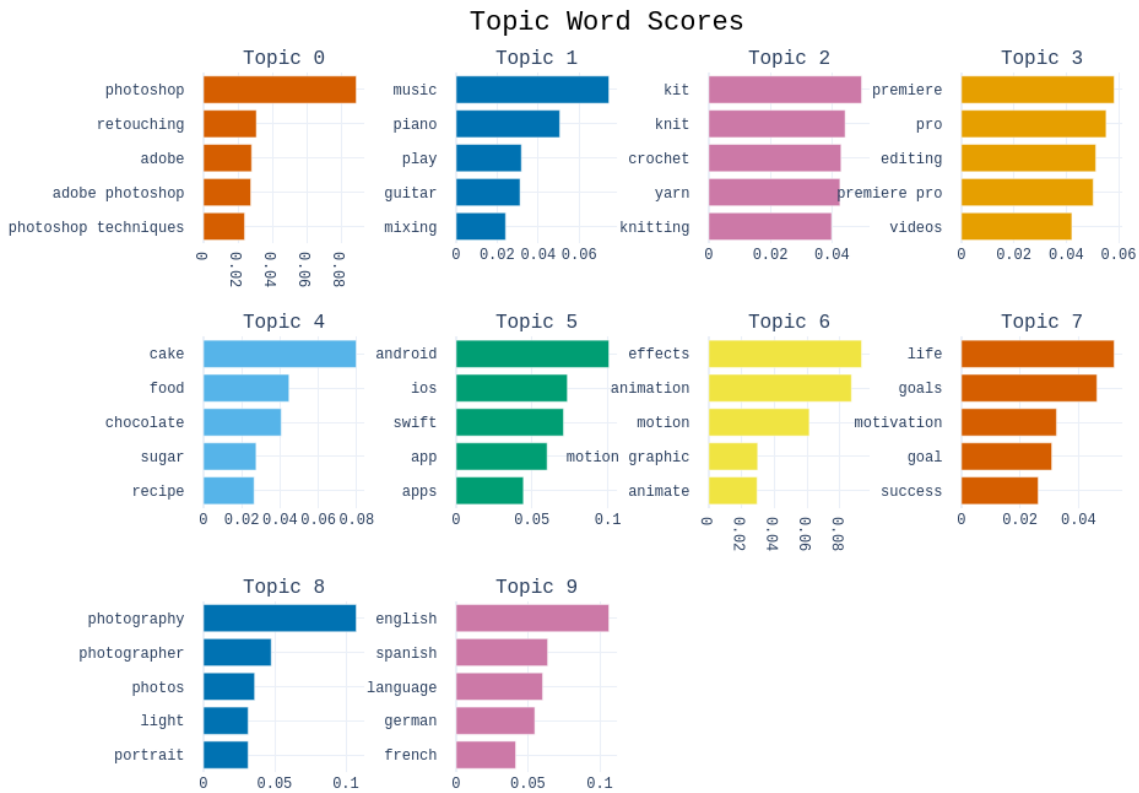 Topic Word Scores
Topic 0
photoshop
retouching
adobe
adobe photoshop
photoshop techniques
0 0.02 0.04 0.06 0.08
Topic 1
music
piano
play
guitar
mixing
0 0.02 0.04 0.06
Topic 2
kit
knit
crochet
yarn
knitting
0 0.02 0.04
Topic 3
premiere
pro
editing
premiere pro
videos
0 0.02 0.04 0.06
Topic 4
cake
food
chocolate
sugar
recipe
0 0.02 0.04 0.06 0.08
Topic 5
android
ios
swift
app
apps
0 0.05 0.1
Topic 6
effects
animation
motion
motion graphic
animate
0 0.02 0.04 0.06 0.08
Topic 7
life
goals
motivation
goal
success
0 0.02 0.04
Topic 8
photography
photographer
photos
light
portrait
0 0.05 0.1
Topic 9
english
spanish
language
german
french
0 0.05 0.1